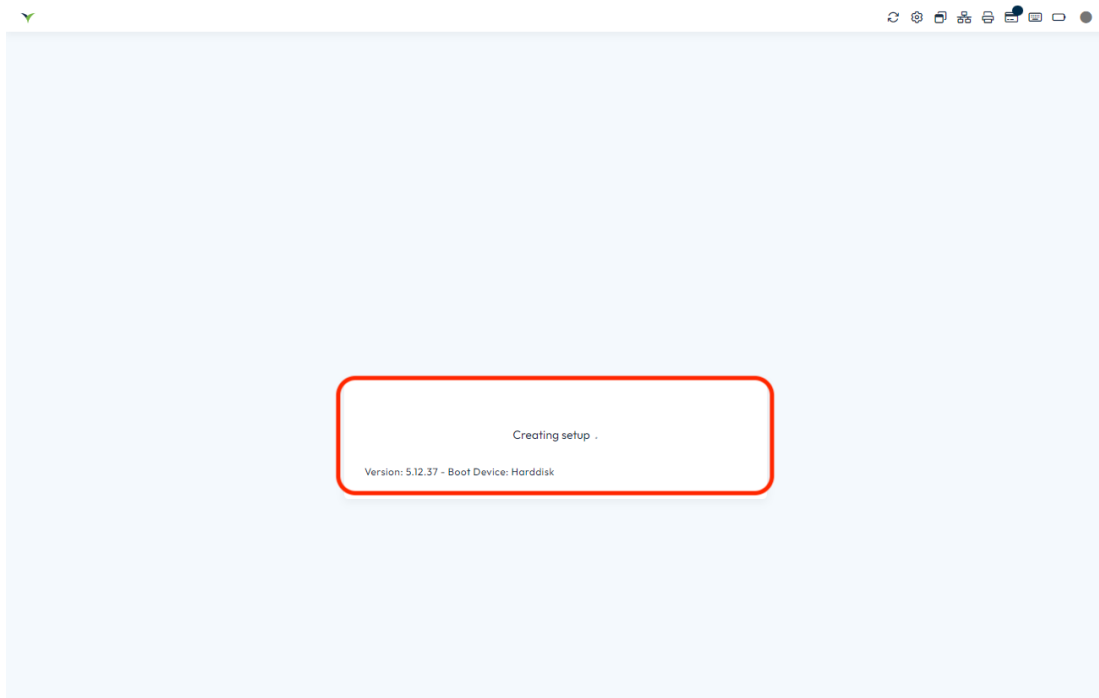 Creating setup .
Version: 5.12.37 - Boot Device: Harddisk